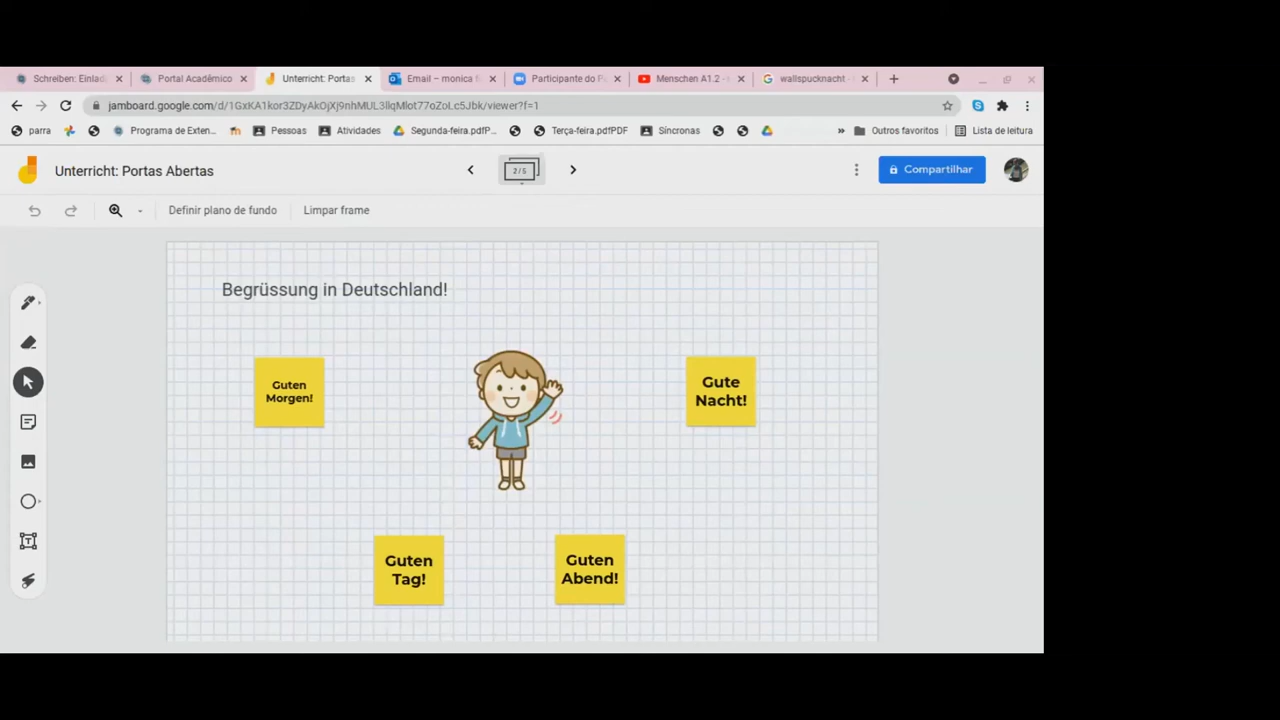 Schreiben: Einlad
Portal Acadêmico
Unterricht: Portas
Email – monica
Participante do P
Menschen A1.2 -
wallspucknacht -
jamboard.google.com/d/1GxKA1kor3ZDyAkOjXj9nhMUL3IlqMlot77oZoLc5Jbk/viewer?f=1
parra
Programa de Exten...
Pessoas
Atividades
Segunda-feira.pdfP...
Terça-feira.pdfPDF
Síncronas
»
Outros favoritos
Lista de leitura
Unterricht: Portas Abertas
2/5
Compartilhar
Definir plano de fundo
Limpar frame
Begrüssung in Deutschland!
Guten
Morgen!
Gute
Nacht!
Guten
Tag!
Guten
Abend!